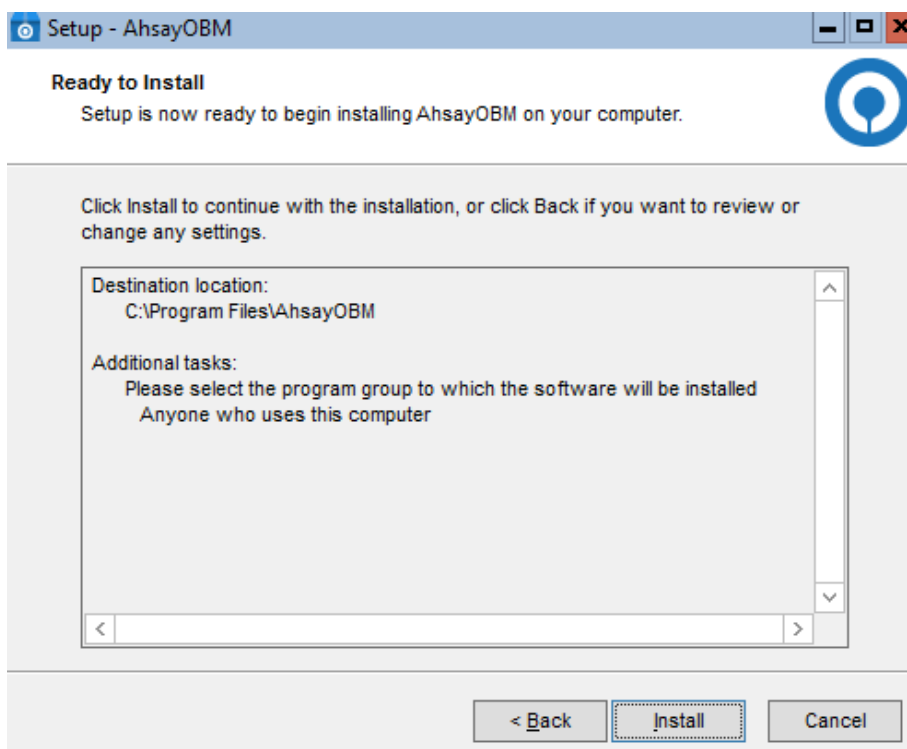 Setup - AhsayOBM
Ready to Install
Setup is now ready to begin installing AhsayOBM on your computer.
Click Install to continue with the installation, or click Back if you want to review or
change any settings.
Destination location:
C:\Program Files\AhsayOBM
Additional tasks:
Please select the program group to which the software will be installed
Anyone who uses this computer
< Back
Install
Cancel